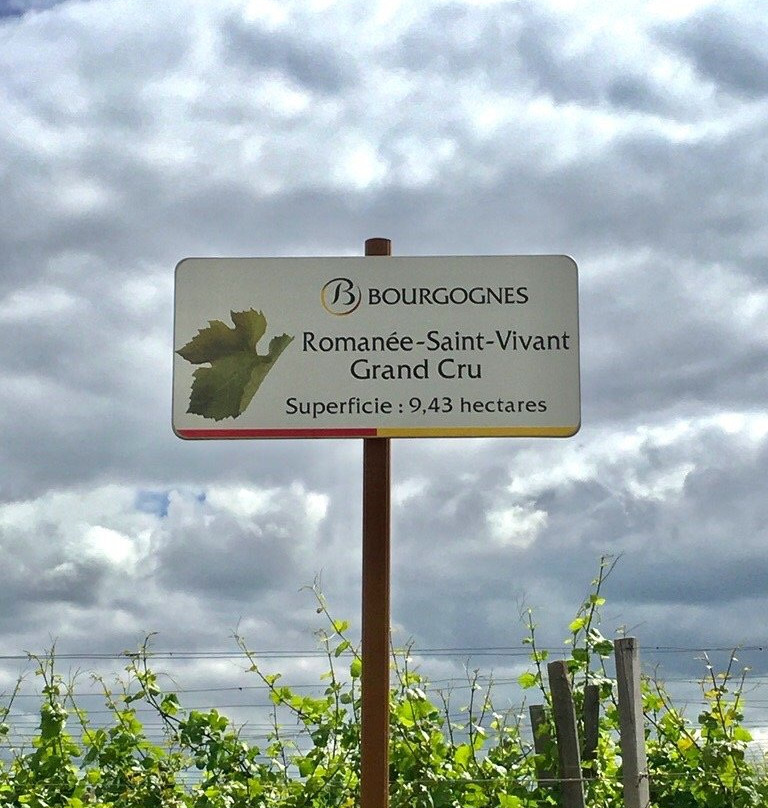 B BOURGOGNES
Romanée-Saint-Vivant
Grand Cru
Superficie : 9,43 hectares